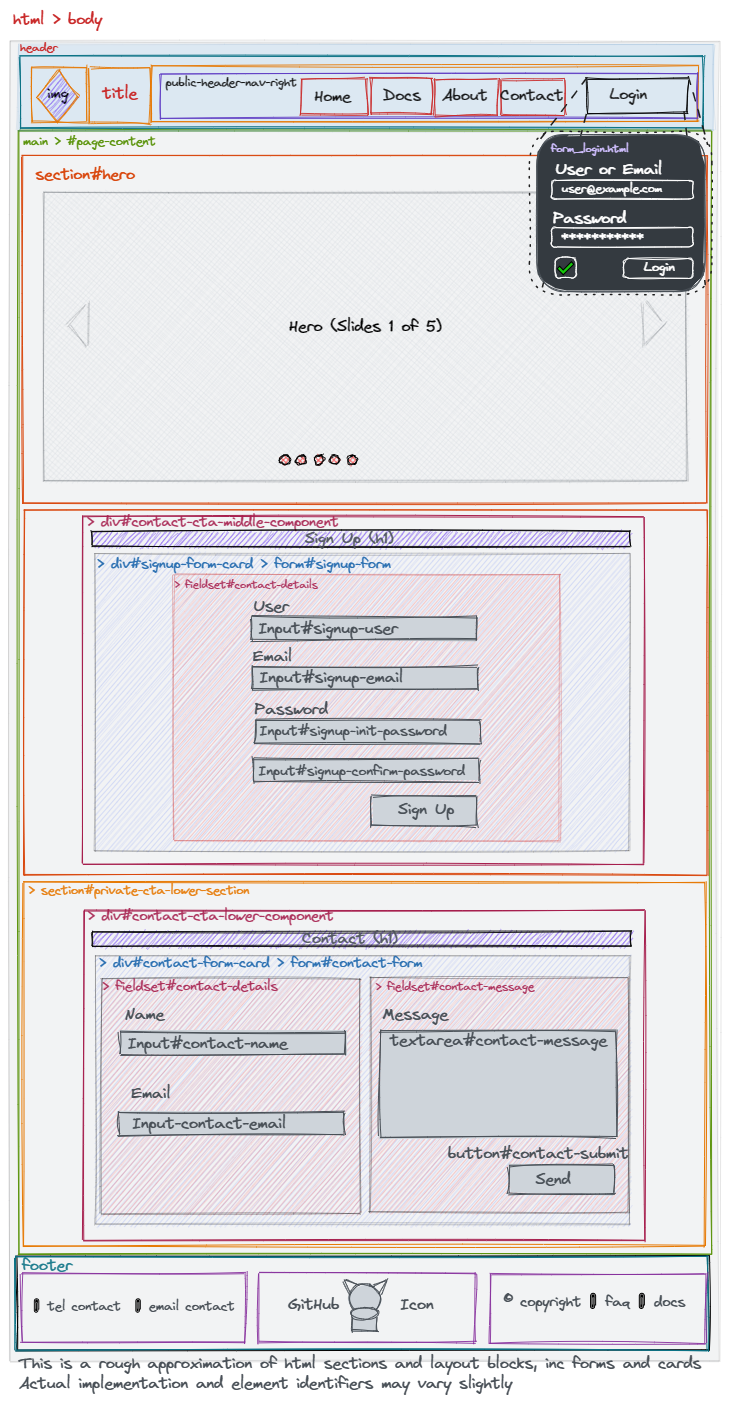 html > body
header
img
title
public-header-nav-right
Home
Docs
About
Contact
Login
main > #page-content
form_login.html
User or Email
user@example.com
Password
***********
Login
section#hero
Hero (Slides 1 of 5)
> div#contact-cta-middle-component
Sign Up (h1)
> div#signup-form-card > form#signup-form
> fieldset#contact-details
User
Input#signup-user
Email
Input#signup-email
Password
Input#signup-init-password
Input#signup-confirm-password
Sign Up
> section#private-cta-lower-section
> div#contact-cta-lower-component
Contact (h1)
> div#contact-form-card > form#contact-form
> fieldset#contact-details
Name
Input#contact-name
Email
Input-contact-email
> fieldset#contact-message
Message
textarea#contact-message
button#contact-submit
Send
footer
tel contact
email contact
GitHub
Icon
© copyright
faq
docs
This is a rough approximation of html sections and layout blocks, inc forms and cards
Actual implementation and element identifiers may vary slightly